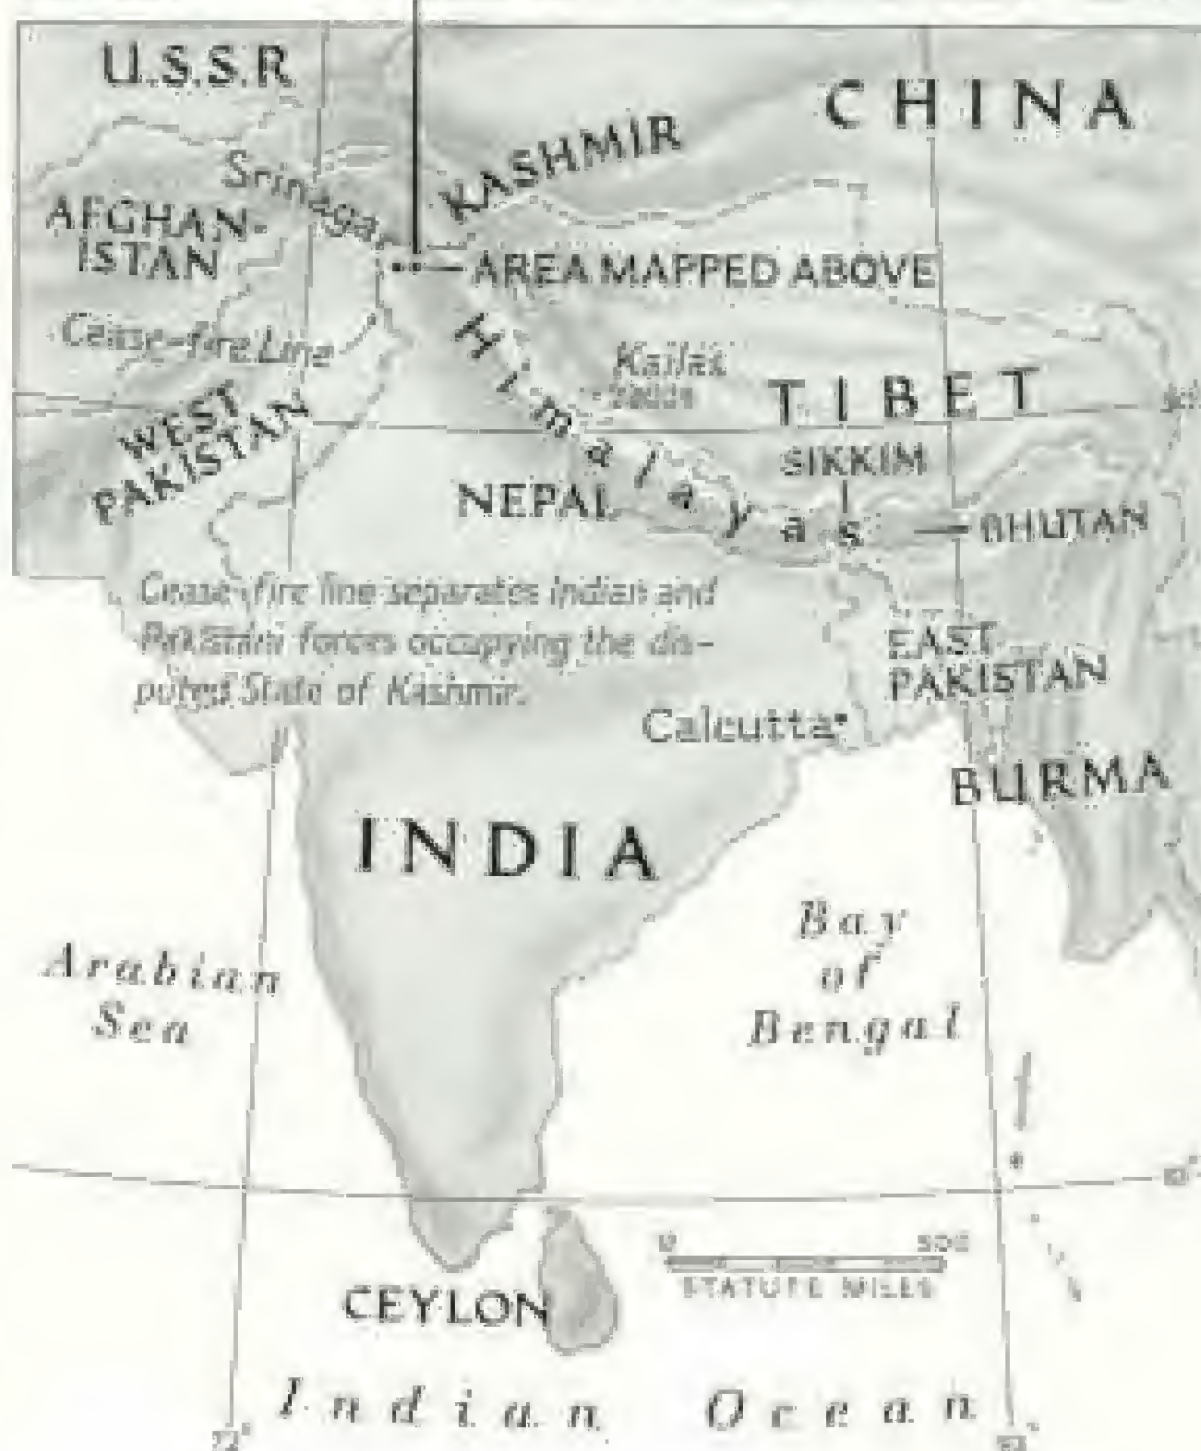 U.S.S.R
CHINA
KASHMIR
Srinagar
AFGHAN-
ISTAN
AREA MAPPED ABOVE
Cease-fire Line
Himalayas
Kailas
TIBET
WEST
PAKISTAN
SIKKIM
NEPAL
BHUTAN
Cease-fire line separates Indian and
Pakistani forces occupying the dis-
puted State of Kashmir.
EAST
PAKISTAN
Calcutta
BURMA
INDIA
Bay
of
Bengal
Arabian
Sea
0 500
STATUTE MILES
CEYLON
Indian Ocean